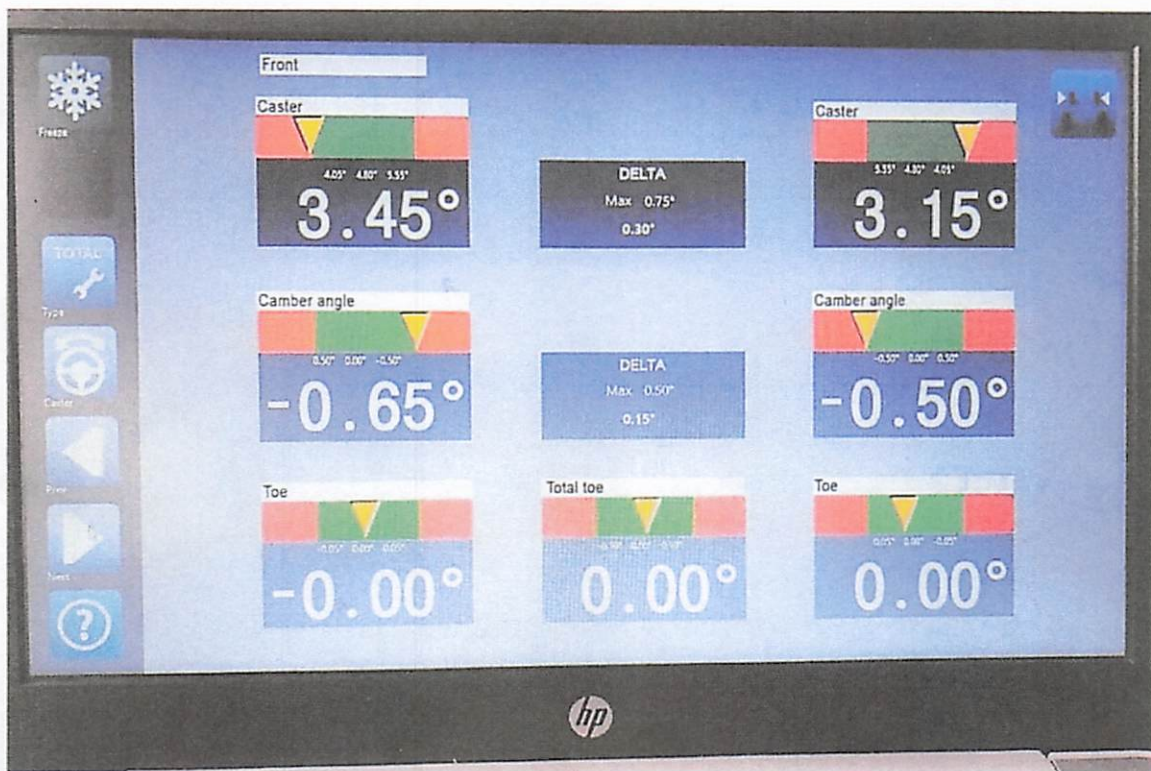 Front
Freeze
Caster
4.05° 4.80° 5.55°
3.45°
DELTA
Max 0.75°
0.30°
Caster
5.55° 4.80° 4.05°
3.15°
TOTAL
Type
Camber angle
0.50° 0.00° -0.50°
-0.65°
DELTA
Max 0.50°
0.15°
Camber angle
-0.50° 0.00° 0.50°
-0.50°
Caster
Prev
Toe
-0.05° 0.00° 0.05°
-0.00°
Total toe
0.00°
Toe
0.05° 0.00° -0.05°
0.00°
Next
?
hp